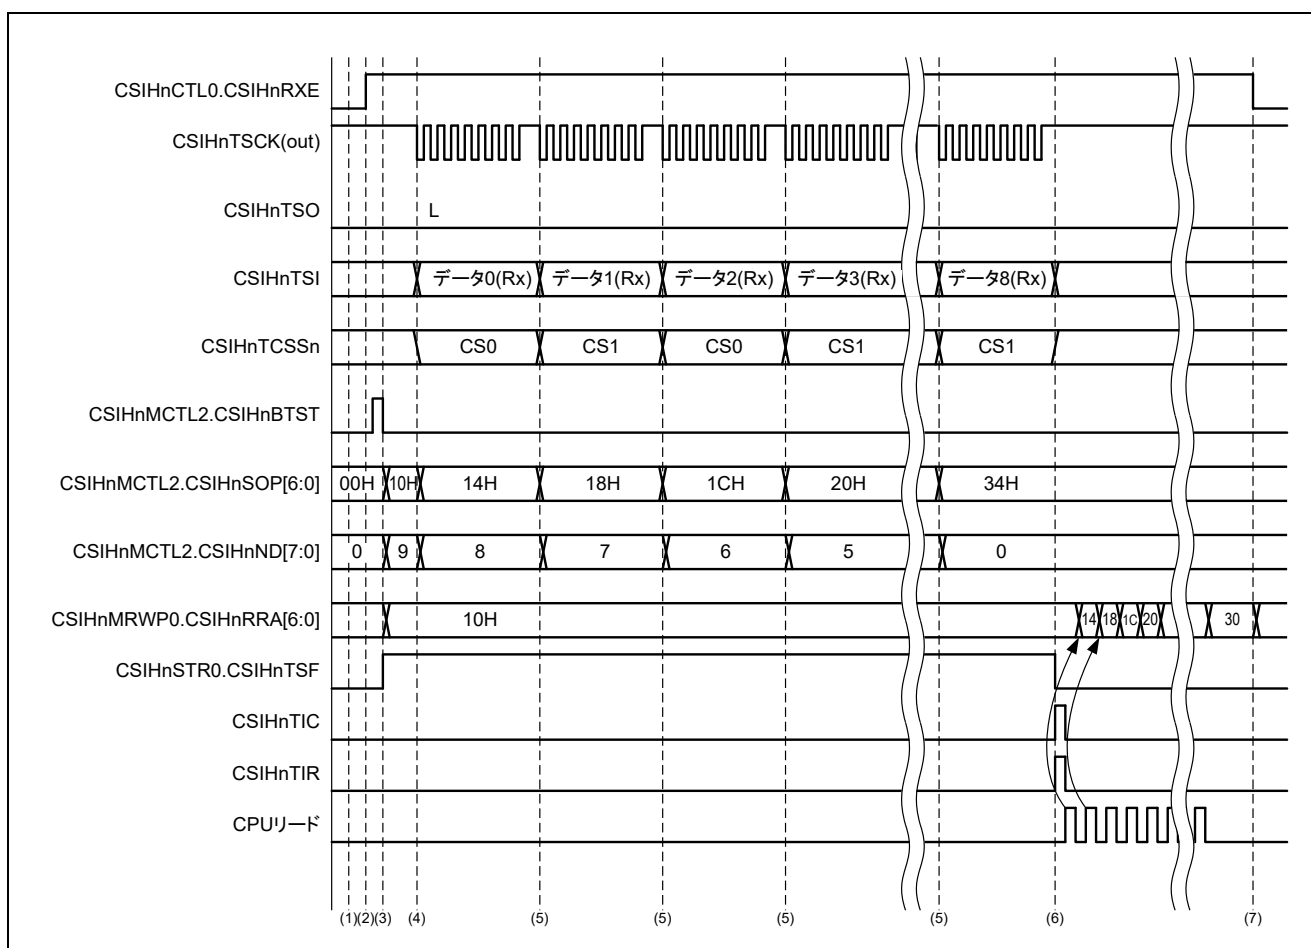 CSIHnCTL0.CSIHnRXE
CSIHnTSCK(out)
CSIHnTSO L
CSIHnTSI データ0(Rx) データ1(Rx) データ2(Rx) データ3(Rx) データ8(Rx)
CSIHnTCSSn CS0 CS1 CS0 CS1 CS1
CSIHnMCTL2.CSIHnBTST
CSIHnMCTL2.CSIHnSOP[6:0] 00H 10H 14H 18H 1CH 20H 34H
CSIHnMCTL2.CSIHnND[7:0] 0 9 8 7 6 5 0
CSIHnMRWP0.CSIHnRRA[6:0] 10H 14 18 1C 20 30
CSIHnSTR0.CSIHnTSF
CSIHnTIC
CSIHnTIR
CPUリード
(1) (2) (3) (4) (5) (5) (5) (5) (6) (7)